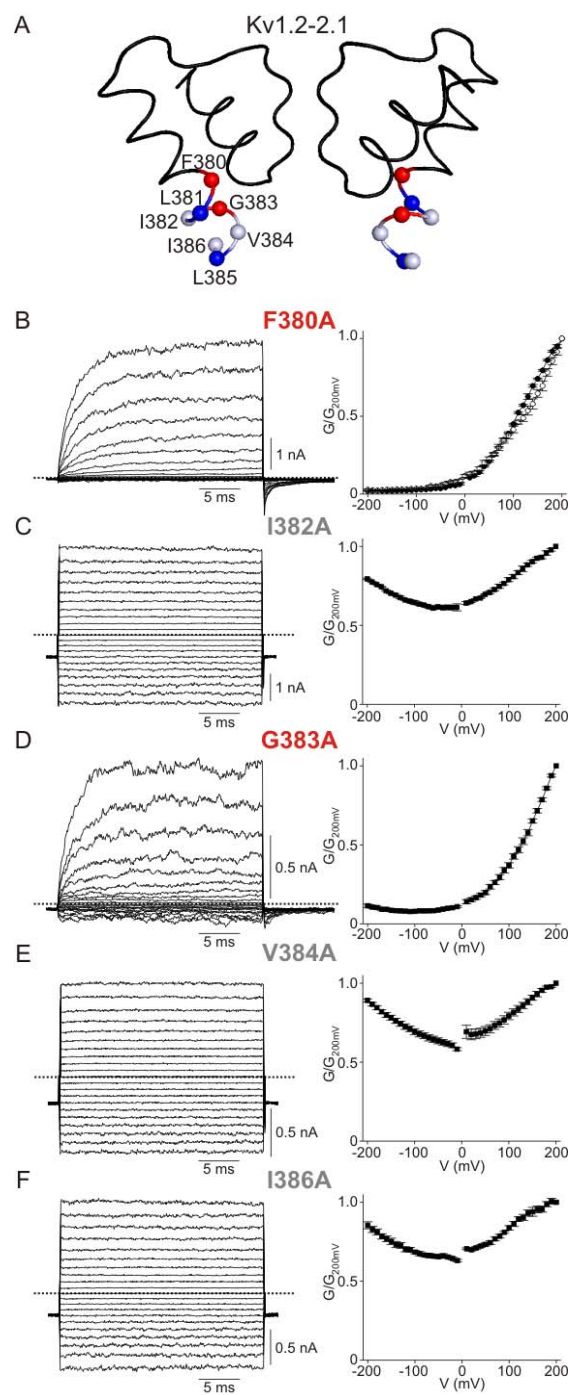 A
Kv1.2-2.1
F380
L381
G383
I382
I386
V384
L385
B
F380A
1 nA
5 ms
G/G200mV
1.0
0.5
0
-200 -100 0 100 200
V (mV)
C
I382A
1 nA
5 ms
G/G200mV
1.0
0.5
0
-200 -100 0 100 200
V (mV)
D
G383A
0.5 nA
5 ms
G/G200mV
1.0
0.5
0
-200 -100 0 100 200
V (mV)
E
V384A
0.5 nA
5 ms
G/G200mV
1.0
0.5
0
-200 -100 0 100 200
V (mV)
F
I386A
0.5 nA
5 ms
G/G200mV
1.0
0.5
0
-200 -100 0 100 200
V (mV)